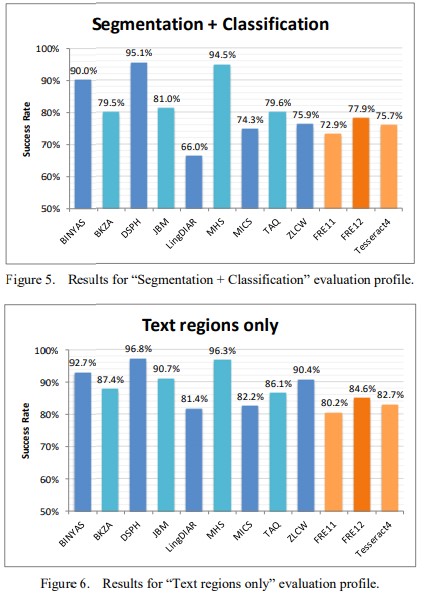 Segmentation + Classification
Success Rate
100%
90%
80%
70%
60%
50%
90.0%
79.5%
95.1%
81.0%
66.0%
94.5%
74.3%
79.6%
75.9%
72.9%
77.9%
75.7%
BINYAS
BKZA
DSPH
JBM
LingDIAR
MHS
MICS
TAQ
ZLCW
FRE11
FRE12
Tesseract4
Figure 5. Results for “Segmentation + Classification” evaluation profile.
Text regions only
Success Rate
100%
90%
80%
70%
60%
50%
92.7%
87.4%
96.8%
90.7%
81.4%
96.3%
82.2%
86.1%
90.4%
80.2%
84.6%
82.7%
BINYAS
BKZA
DSPH
JBM
LingDIAR
MHS
MICS
TAQ
ZLCW
FRE11
FRE12
Tesseract4
Figure 6. Results for “Text regions only” evaluation profile.